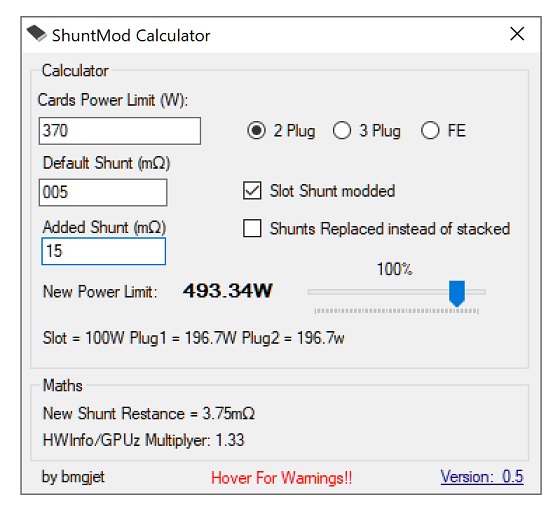 ShuntMod Calculator
Calculator
Cards Power Limit (W):
370
2 Plug 3 Plug FE
Default Shunt (mΩ)
005
Slot Shunt modded
Added Shunt (mΩ)
15
Shunts Replaced instead of stacked
100%
New Power Limit: 493.34W
Slot = 100W Plug1 = 196.7W Plug2 = 196.7w
Maths
New Shunt Restance = 3.75mΩ
HWInfo/GPUz Multiplyer: 1.33
by bmgjet Hover For Warnings!! Version: 0.5